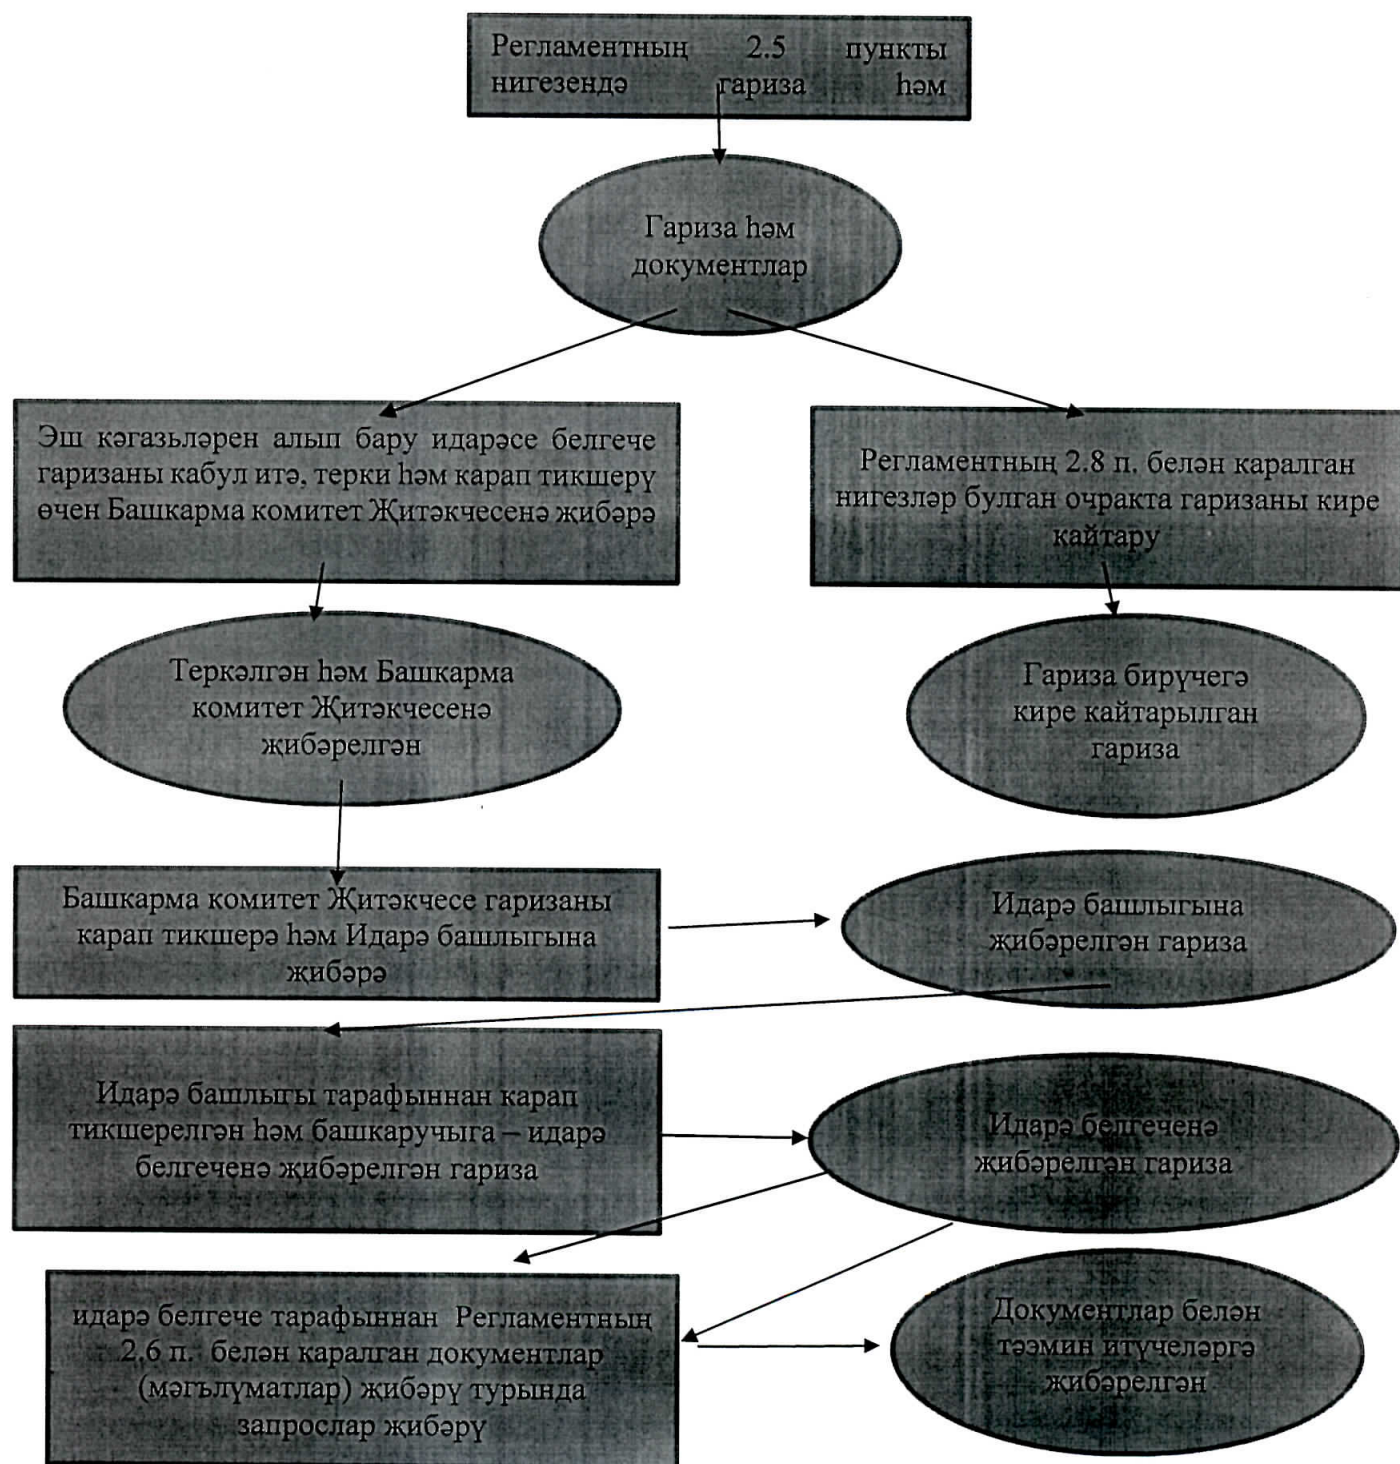 Регламентның 2.5 пункты
нигезендә гариза һәм
Гариза һәм
документлар
Эш кәгазьләрен алып бару идарәсе белгече
гаризаны кабул итә, терки һәм карап тикшерү
өчен Башкарма комитет Җитәкчесенә җибәрә
Регламентның 2.8 п. белән каралган
нигезләр булган очракта гаризаны кире
кайтару
Теркәлгән һәм Башкарма
комитет Җитәкчесенә
җибәрелгән
Гариза бирүчегә
кире кайтарылган
гариза
Башкарма комитет Җитәкчесе гаризаны
карап тикшерә һәм Идарә башлыгына
җибәрә
Идарә башлыгына
җибәрелгән гариза
Идарә башлыгы тарафыннан карап
тикшерелгән һәм башкаручыга – идарә
белгеченә җибәрелгән гариза
Идарә белгеченә
җибәрелгән гариза
идарә белгече тарафыннан Регламентның
2.6 п. белән каралган документлар
(мәгълүматлар) җибәрү турында
запрослар җибәрү
Документлар белән
тәэмин итүчеләргә
җибәрелгән